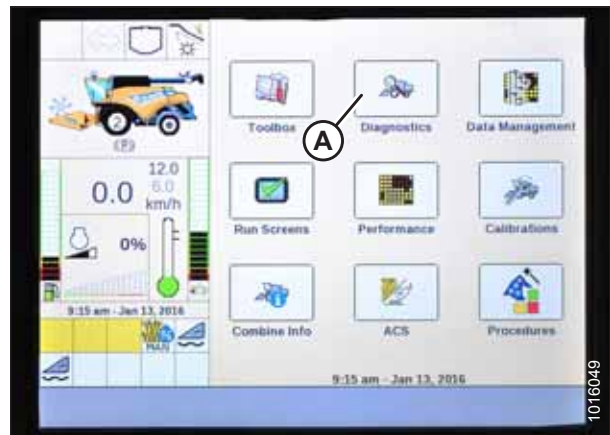 2
(P)
12.0
6.0
0.0
km/h
0%
9:15 am - Jan 13, 2016
MAN
Toolbox
Diagnostics
Data Management
A
Run Screens
Performance
Calibrations
Combine Info
ACS
Procedures
9:15 am - Jan 13, 2016
1016049